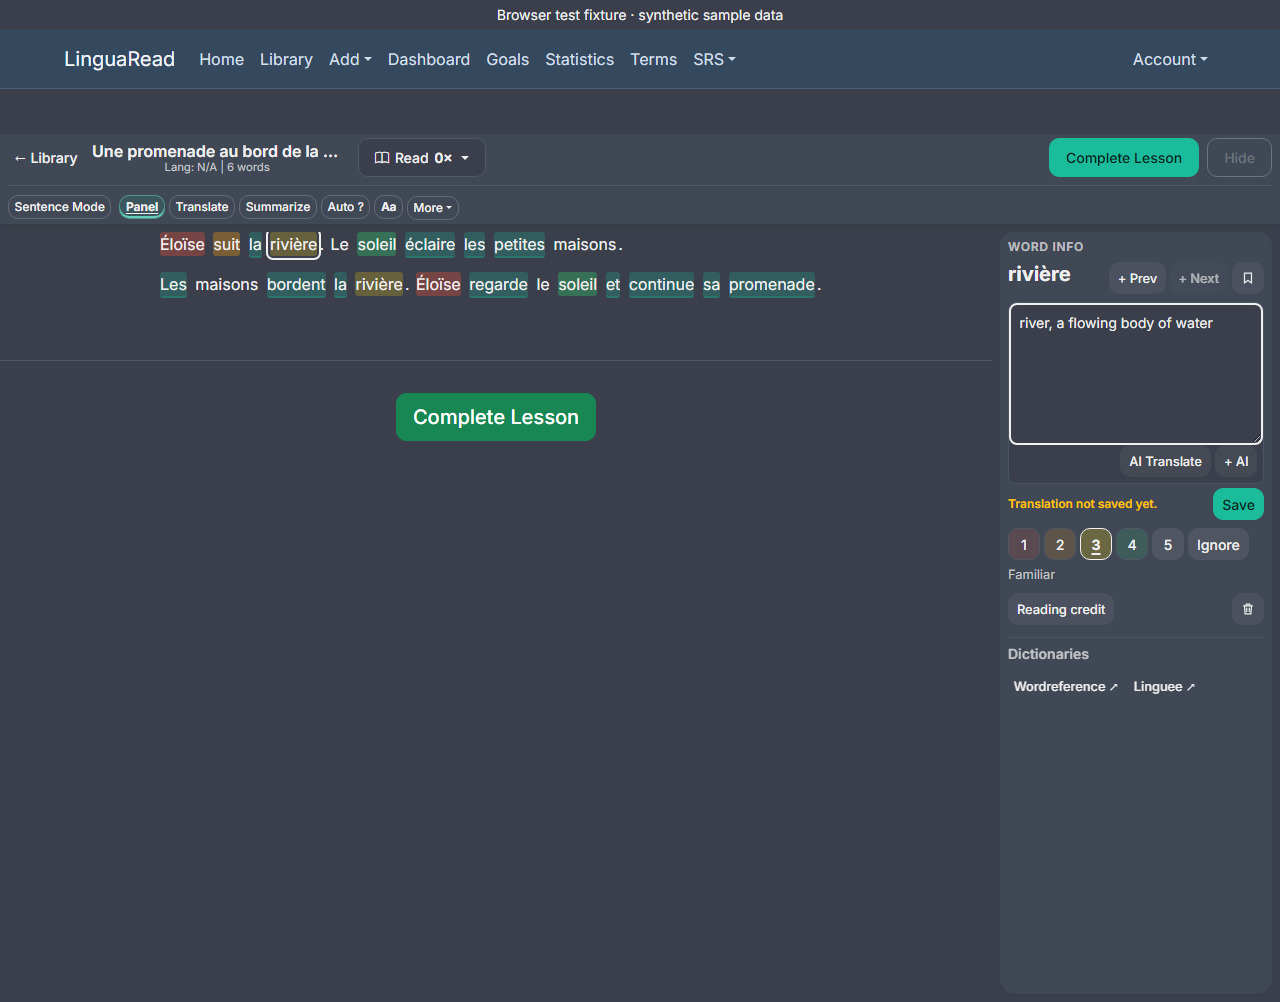 Browser test fixture · synthetic sample data
LinguaRead Home Library Add Dashboard Goals Statistics Terms SRS Account
← Library
Une promenade au bord de la ...
Lang: N/A | 6 words
Read 0×
Complete Lesson
Hide
Sentence Mode Panel Translate Summarize Auto ? Aa More
Éloïse suit la rivière. Le soleil éclaire les petites maisons.
Les maisons bordent la rivière. Éloïse regarde le soleil et continue sa promenade.
Complete Lesson
WORD INFO
rivière
+ Prev + Next
river, a flowing body of water
AI Translate + AI
Translation not saved yet. Save
1 2 3 4 5 Ignore
Familiar
Reading credit
Dictionaries
Wordreference ↗ Linguee ↗